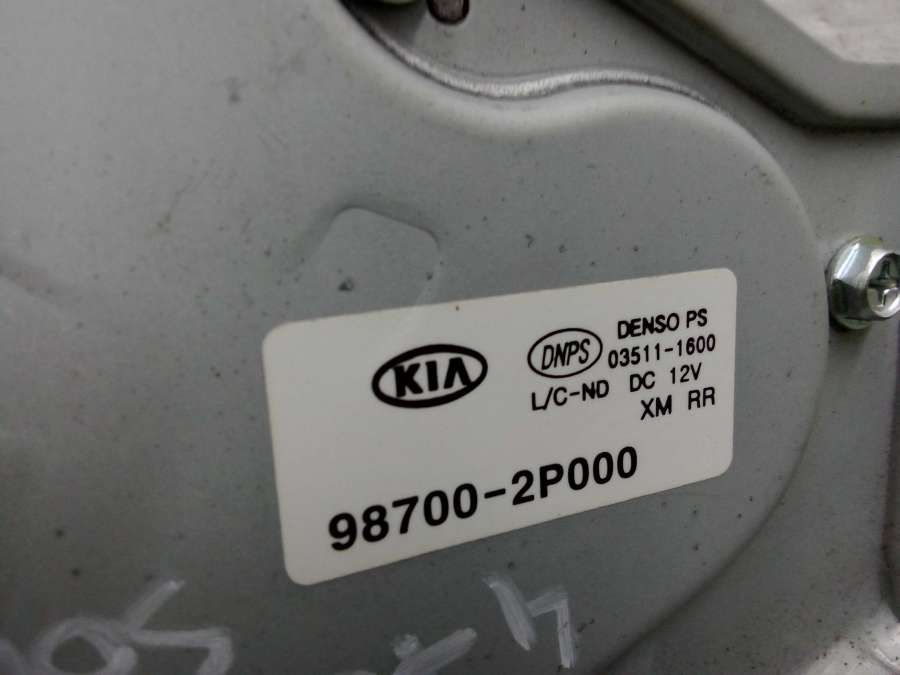 KIA
DNPS
DENSO PS
03511-1600
L/C-ND DC 12V
XM RR
98700-2P000